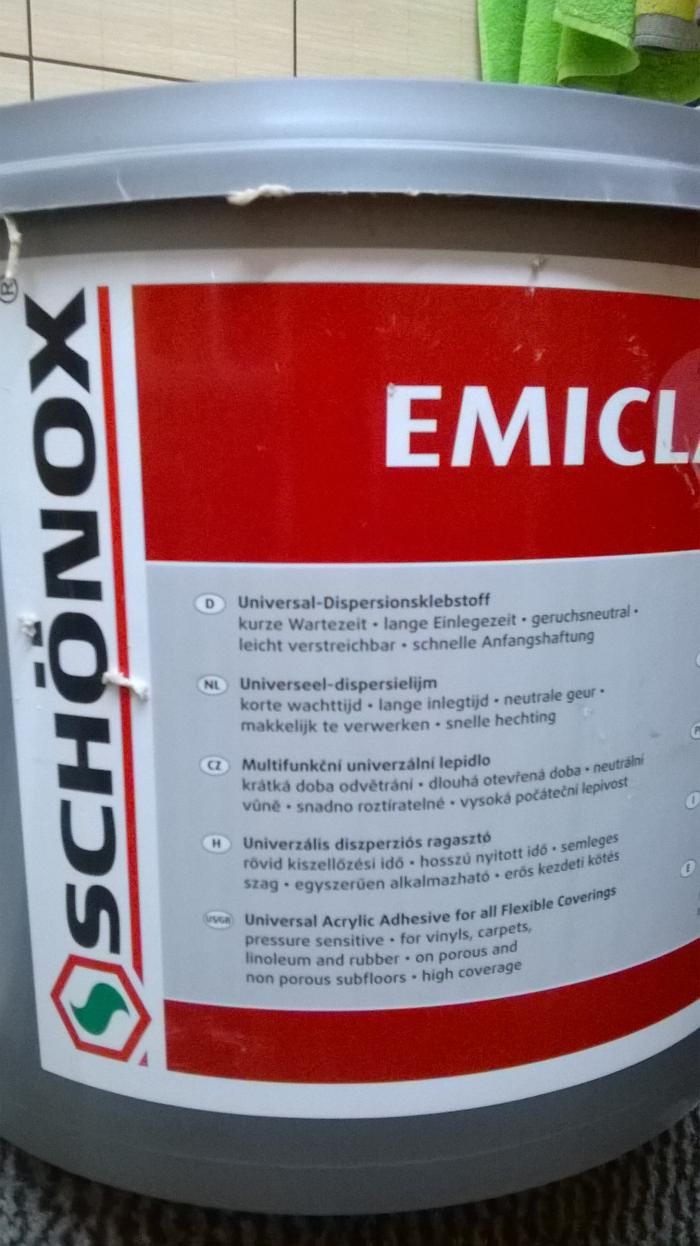 SCHÖNOX
®
EMICLA
D
Universal-Dispersionsklebstoff
kurze Wartezeit • lange Einlegezeit • geruchsneutral •
leicht verstreichbar • schnelle Anfangshaftung
NL
Universeel-dispersielijm
korte wachttijd • lange inlegtijd • neutrale geur •
makkelijk te verwerken • snelle hechting
CZ
Multifunkční univerzální lepidlo
krátká doba odvětrání • dlouhá otevřená doba • neutrální
vůně • snadno roztíratelné • vysoká počáteční lepivost
H
Univerzális diszperziós ragasztó
rövid kiszellőzési idő • hosszú nyitott idő • semleges
szag • egyszerűen alkalmazható • erős kezdeti kötés
US/GB
Universal Acrylic Adhesive for all Flexible Coverings
pressure sensitive • for vinyls, carpets,
linoleum and rubber • on porous and
non porous subfloors • high coverage
P
I
E